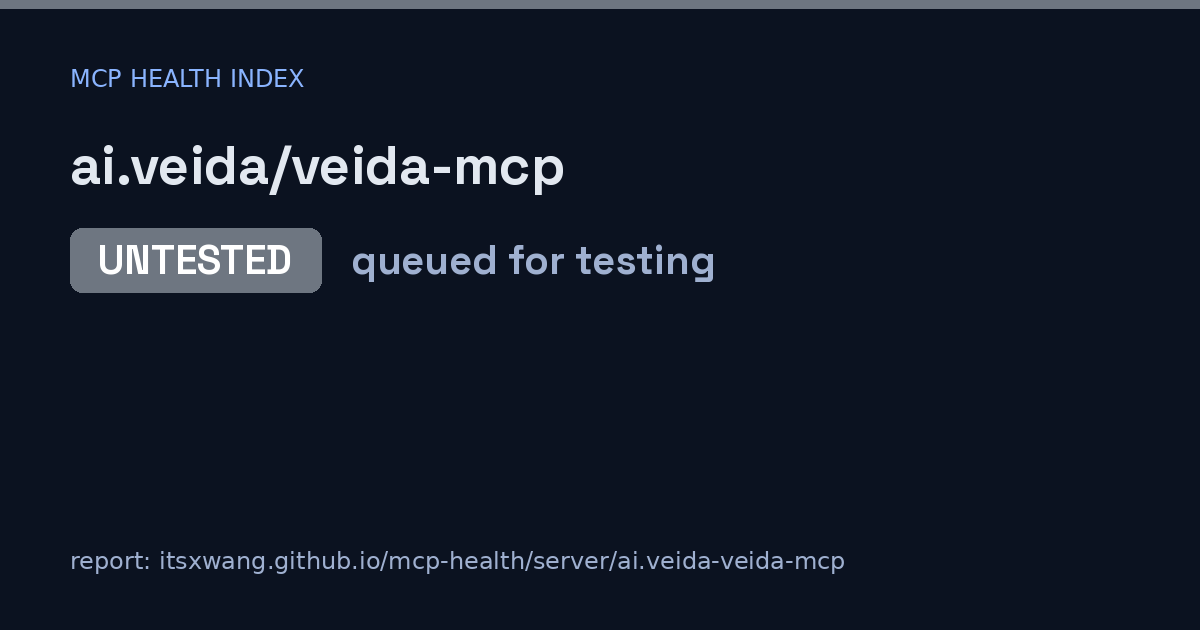 MCP HEALTH INDEX
ai.veida/veida-mcp
UNTESTED queued for testing
report: itsxwang.github.io/mcp-health/server/ai.veida-veida-mcp